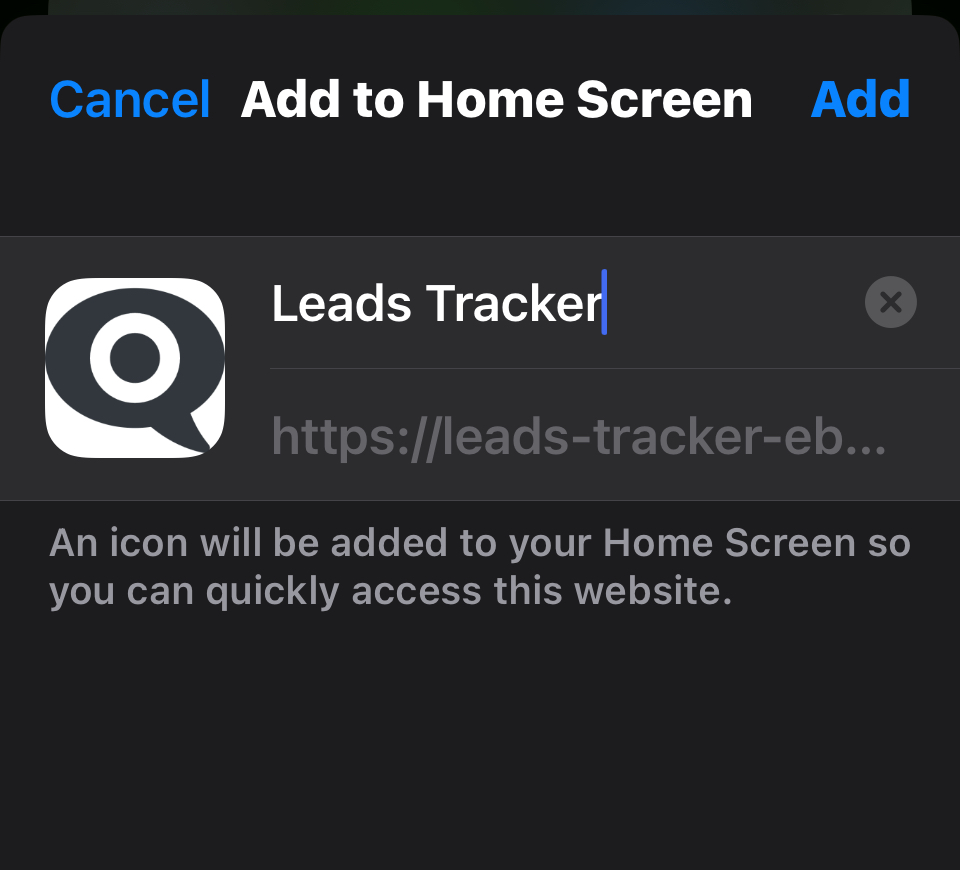 Cancel Add to Home Screen Add
Leads Tracker
https://leads-tracker-eb...
An icon will be added to your Home Screen so
you can quickly access this website.